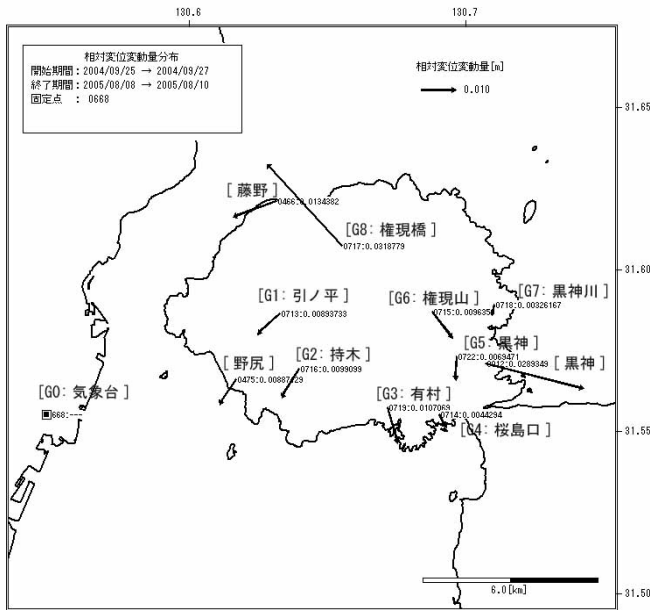 130.6
130.7
相対変位変動量分布
開始期間：2004/09/25 → 2004/09/27
終了期間：2005/08/08 → 2005/08/10
固定点 ： 0668
相対変位変動量[m]
0.010
31.65
[ 藤野 ]
0466:0.0134382
[G8: 権現橋 ]
0717:0.0318779
31.60
[G1: 引ノ平 ]
0713:0.00893733
[G6: 権現山 ]
0715:0.009635
[G7: 黒神川 ]
0718:0.00326167
[G5: 黒神 ]
0722:0.0069471
0012:0.0289349
[ 黒神 ]
[G2: 持木 ]
0716:0.0099099
[ 野尻 ]
[G0: 気象台 ]
668:---
[G3: 有村 ]
0719:0.0107069
0714:0.0044294
[G4: 桜島口 ]
31.55
6.0[km]
31.50